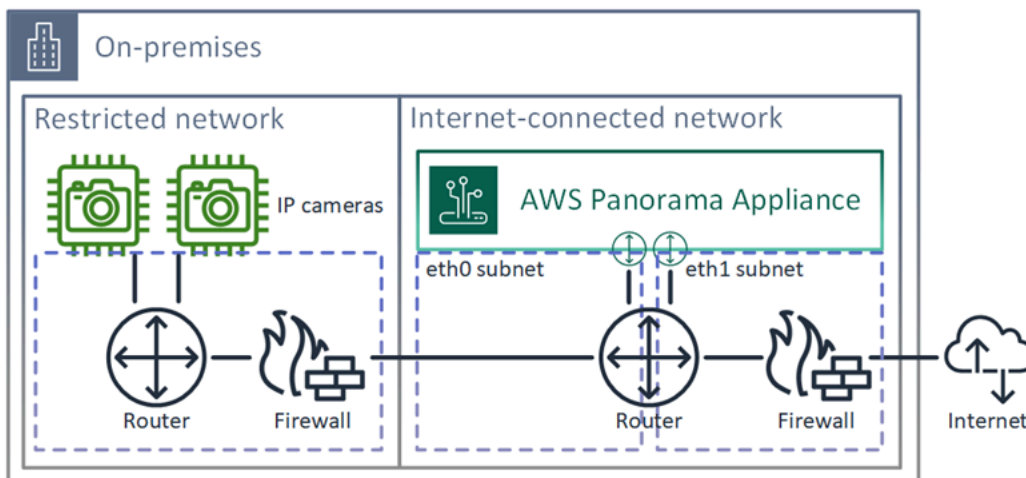 On-premises
Restricted network
Internet-connected network
AWS Panorama Appliance
IP cameras
eth0 subnet
eth1 subnet
Router
Firewall
Router
Firewall
Internet